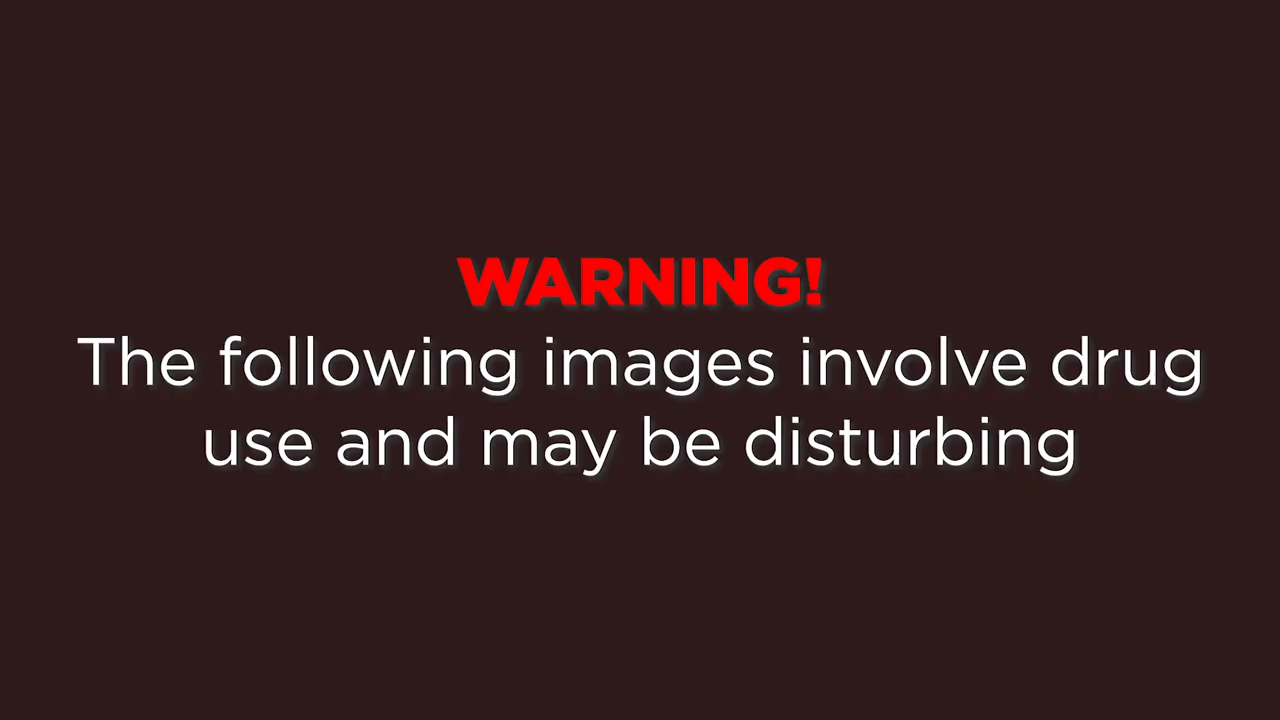 WARNING!
The following images involve drug
use and may be disturbing